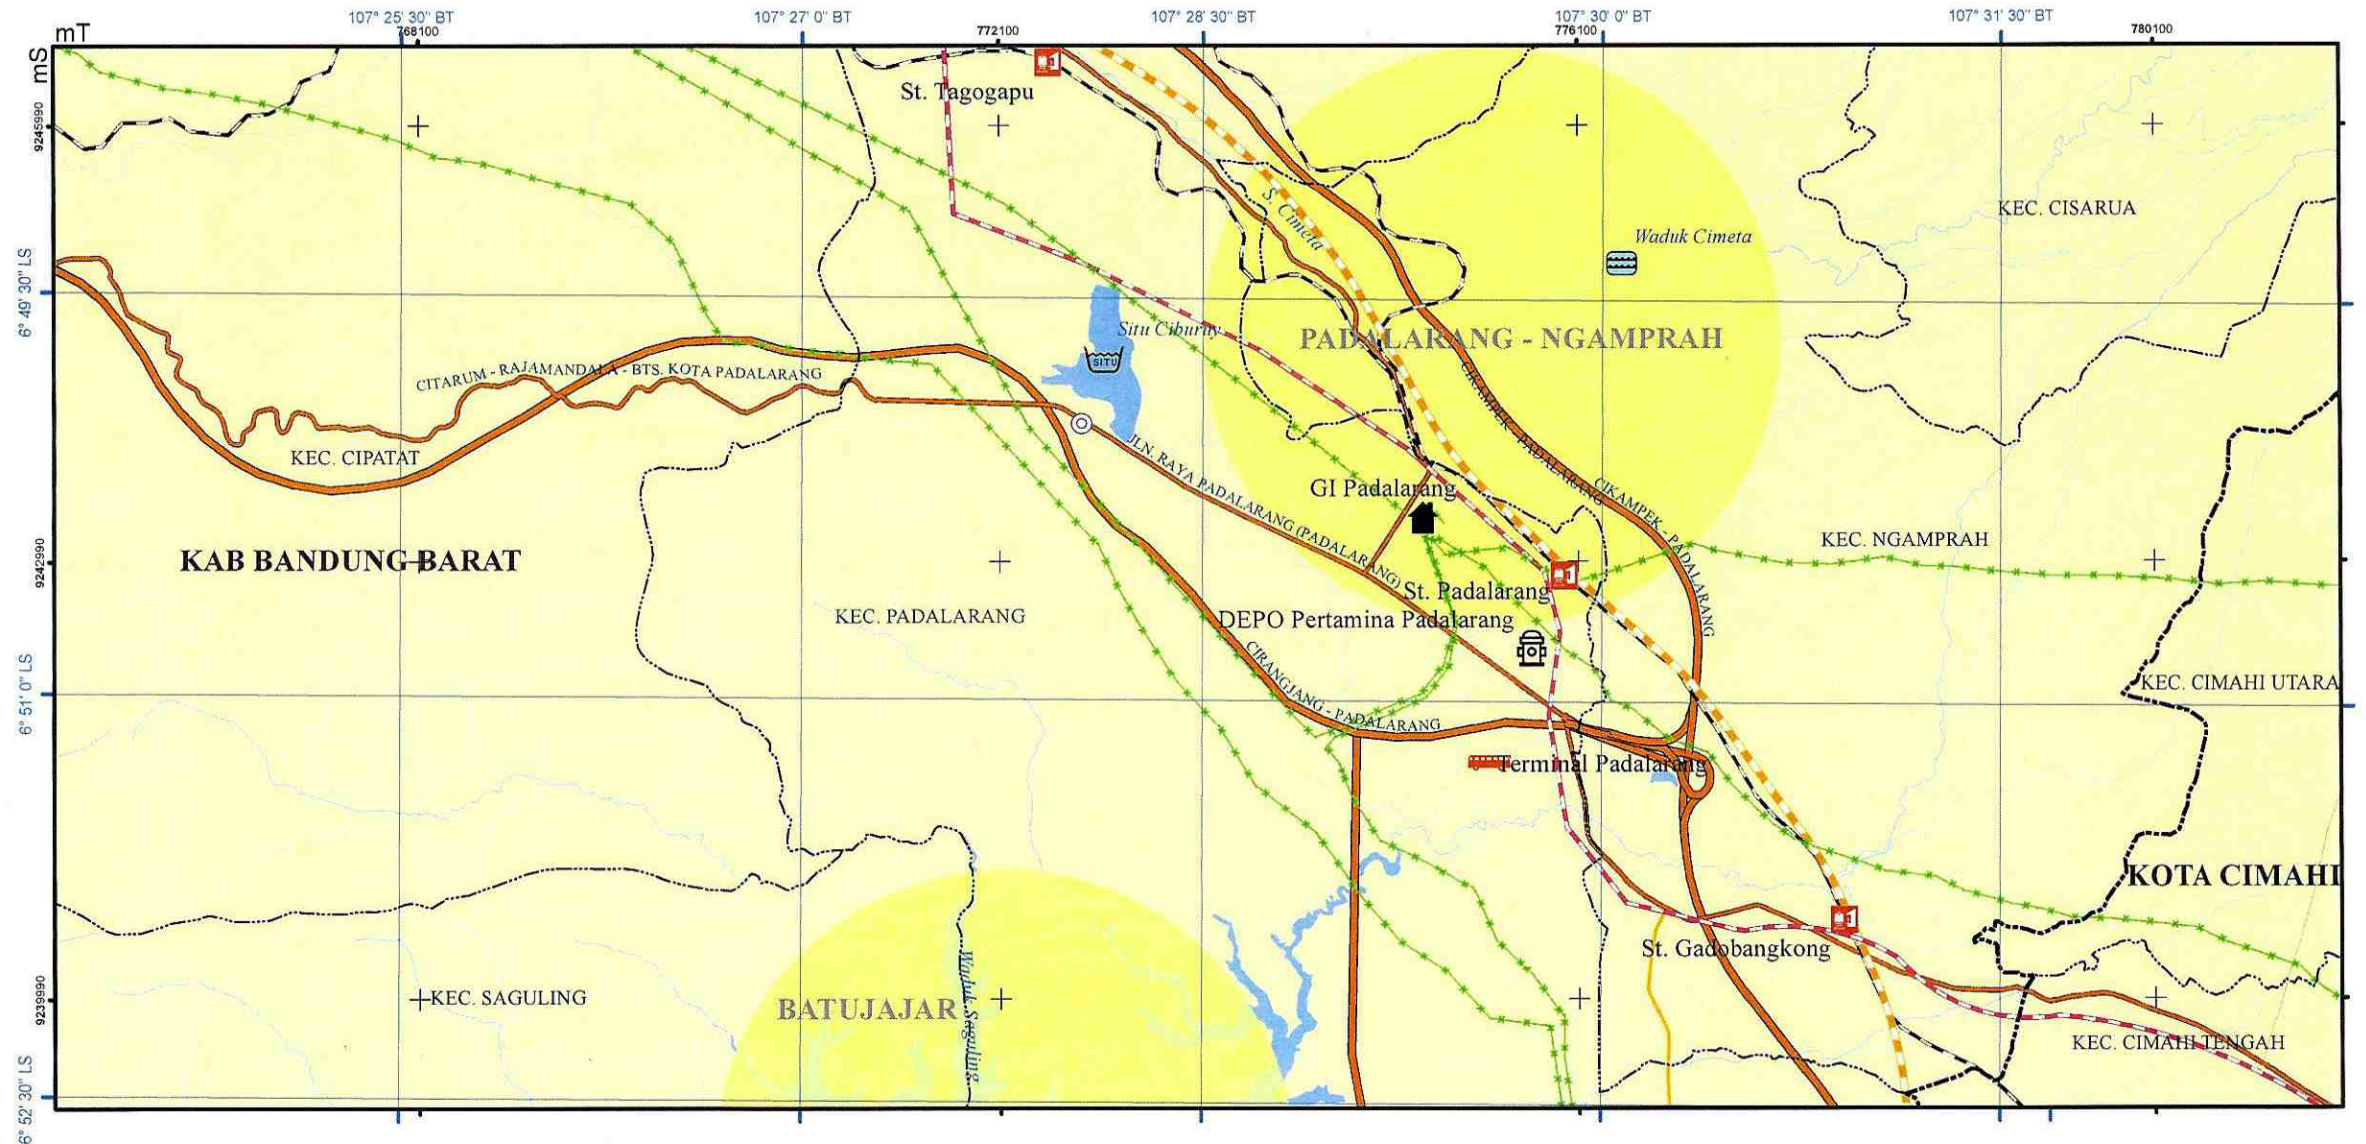 107° 25' 30" BT
107° 27' 0" BT
107° 28' 30" BT
107° 30' 0" BT
107° 31' 30" BT
mT
768100
772100
776100
780100
mS
9245990
St. Tagogapu
S. Cimeta
KEC. CISARUA
Waduk Cimeta
6° 49' 30" LS
Situ Ciburuy
PADALARANG - NGAMPRAH
SITU
CITARUM - RAJAMANDALA - BTS. KOTA PADALARANG
CIKAMPEK - PADALARANG
KEC. CIPATAT
JLN. RAYA PADALARANG (PADALARANG)
GI Padalarang
CIKAMPEK - PADALARANG
KEC. NGAMPRAH
9242990
KAB BANDUNG BARAT
St. Padalarang
KEC. PADALARANG
DEPO Pertamina Padalarang
6° 51' 0" LS
KEC. CIMAHI UTARA
CIRANGJANG - PADALARANG
Terminal Padalarang
KOTA CIMAHI
St. Gadobangkong
9239990
KEC. SAGULING
BATUJAJAR
Waduk Saguling
KEC. CIMAHI TENGAH
6° 52' 30" LS